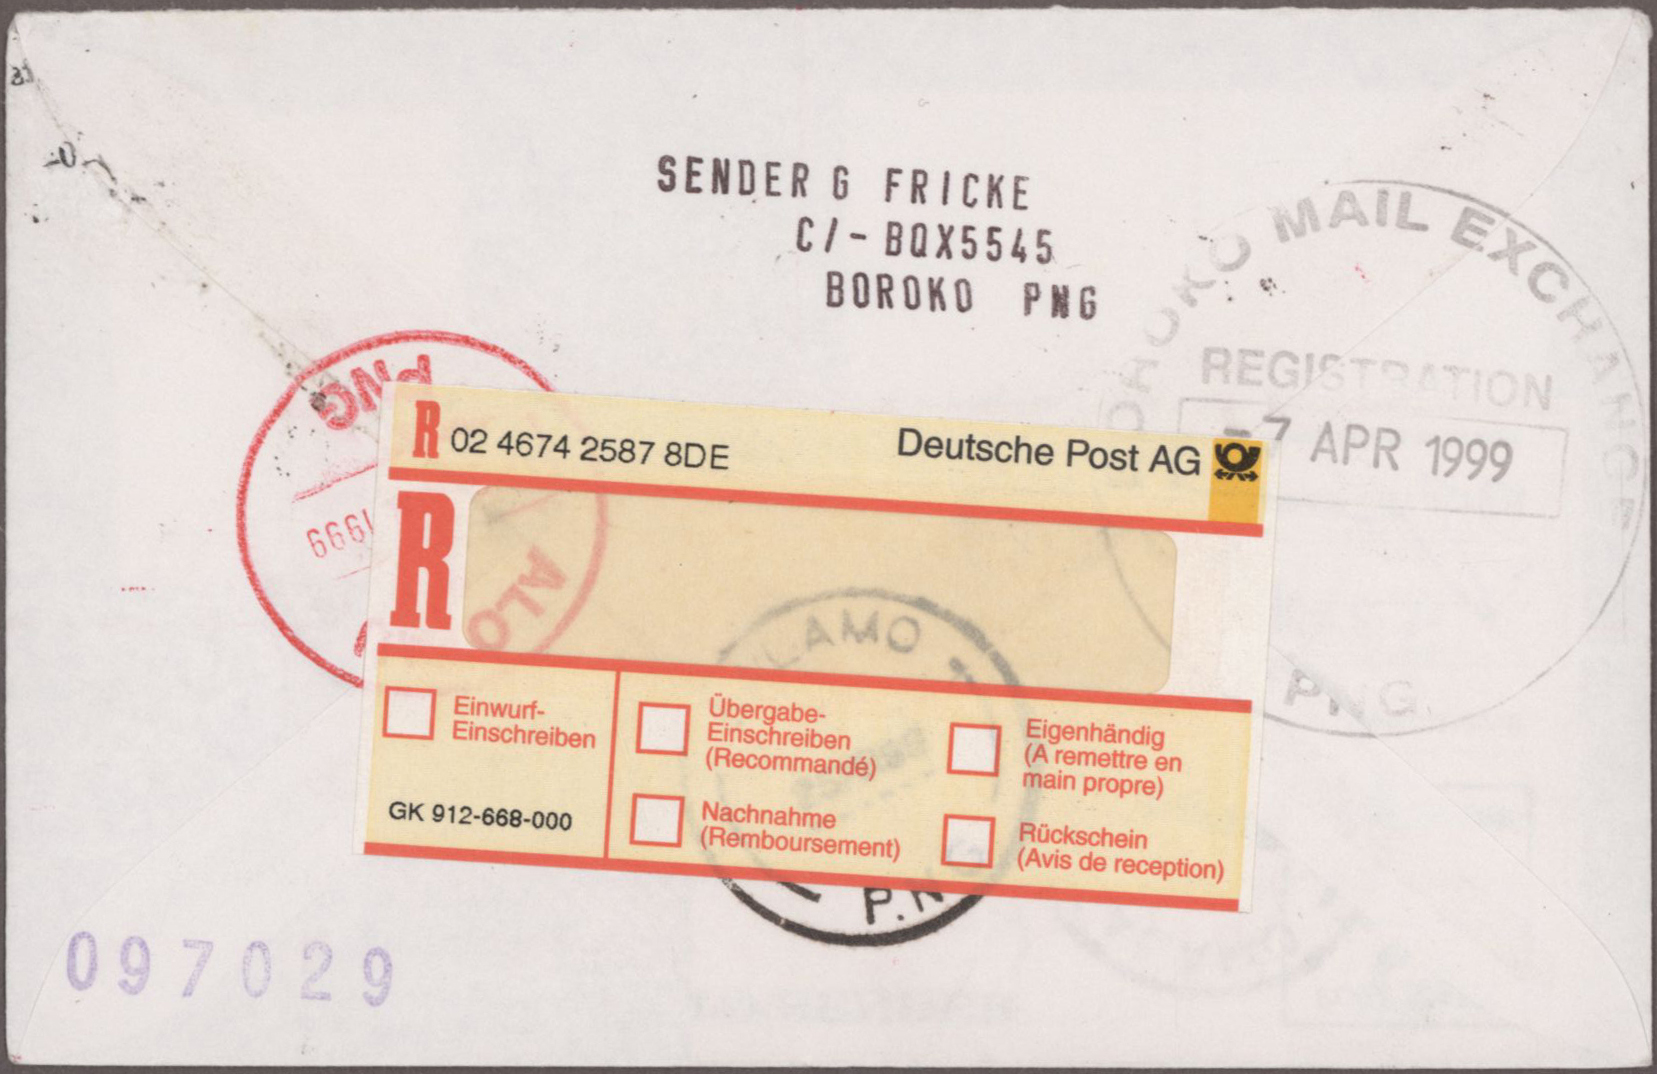 SENDER G FRICKE
C/-BOX5545
BOROKO PNG
BOROKO MAIL EXCHANGE
REGISTRATION
-7 APR 1999
PNG.
PNG
1999
ALO
R 02 4674 2587 8DE
Deutsche Post AG
R
LAMO
Einwurf-
Einschreiben
GK 912-668-000
Übergabe-
Einschreiben
(Recommandé)
Nachnahme
(Remboursement)
Eigenhändig
(A remettre en
main propre)
Rückschein
(Avis de reception)
P.N.G
097029